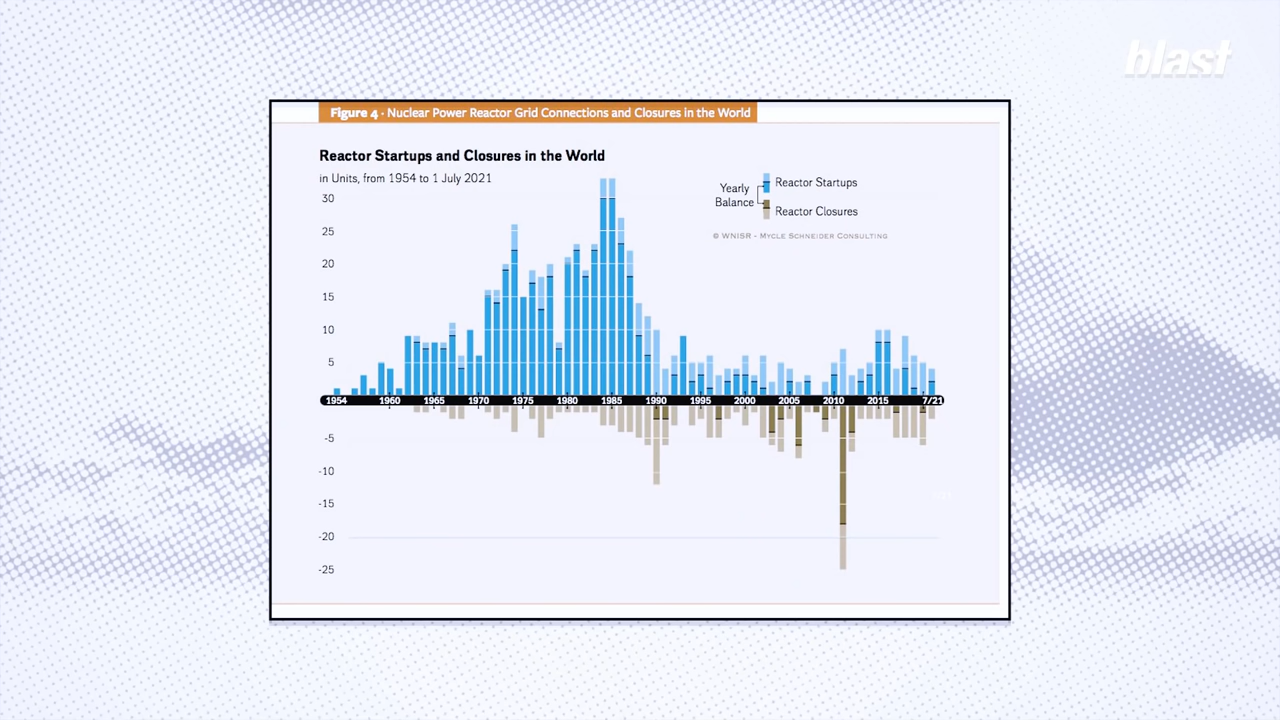 blast
Figure 4 · Nuclear Power Reactor Grid Connections and Closures in the World
Reactor Startups and Closures in the World
in Units, from 1954 to 1 July 2021
Yearly
Balance
Reactor Startups
Reactor Closures
© WNISR - Mycle Schneider Consulting
30
25
20
15
10
5
1954 1960 1965 1970 1975 1980 1985 1990 1995 2000 2005 2010 2015 7/21
-5
-10
-15
-20
-25